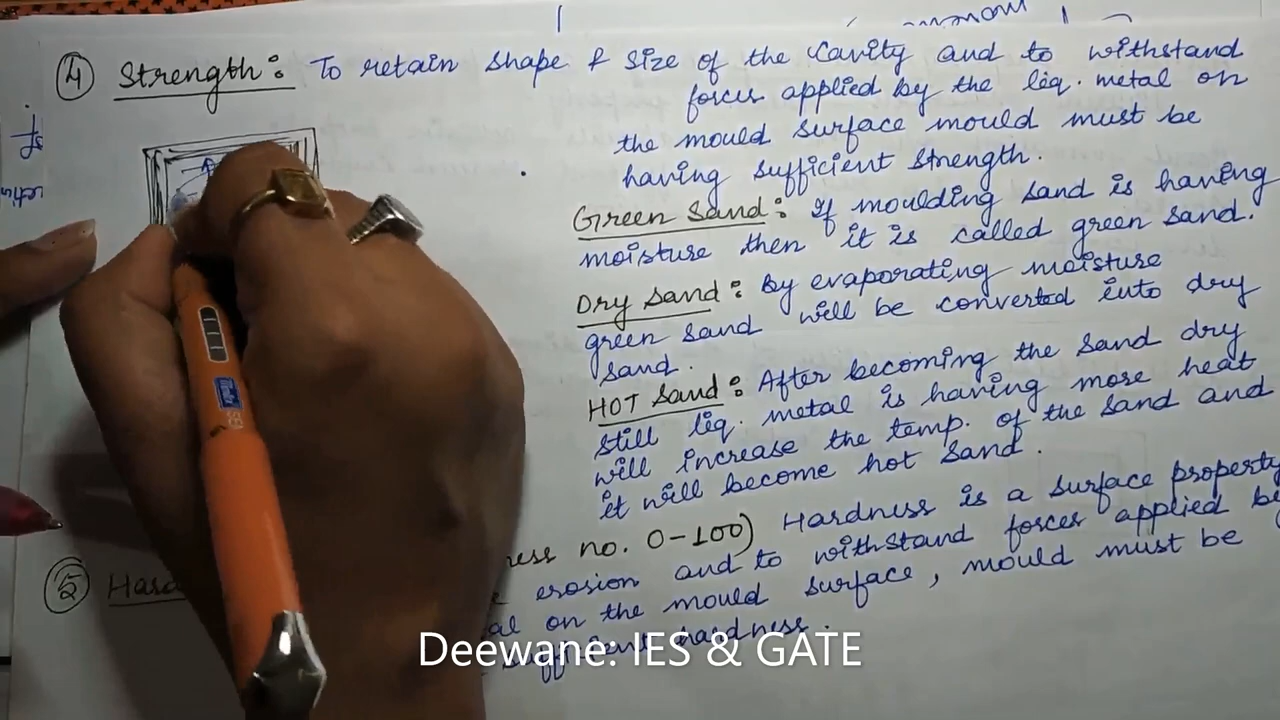 ④ Strength: To retain shape & size of the Cavity and to withstand
forces applied by the liq. metal on
the mould surface mould must be
having sufficient strength.
Green Sand: If moulding sand is having
moisture then it is called green sand.
Dry Sand: By evaporating moisture
green sand will be converted into dry
sand.
HOT Sand: After becoming the sand dry
still liq. metal is having more heat
will increase the temp. of the sand and
it will become hot sand.
⑤ no. 0-100) Hardness is a surface property
erosion and to withstand forces applied
on the mould surface, mould must be
hardness.
Deewane: IES & GATE